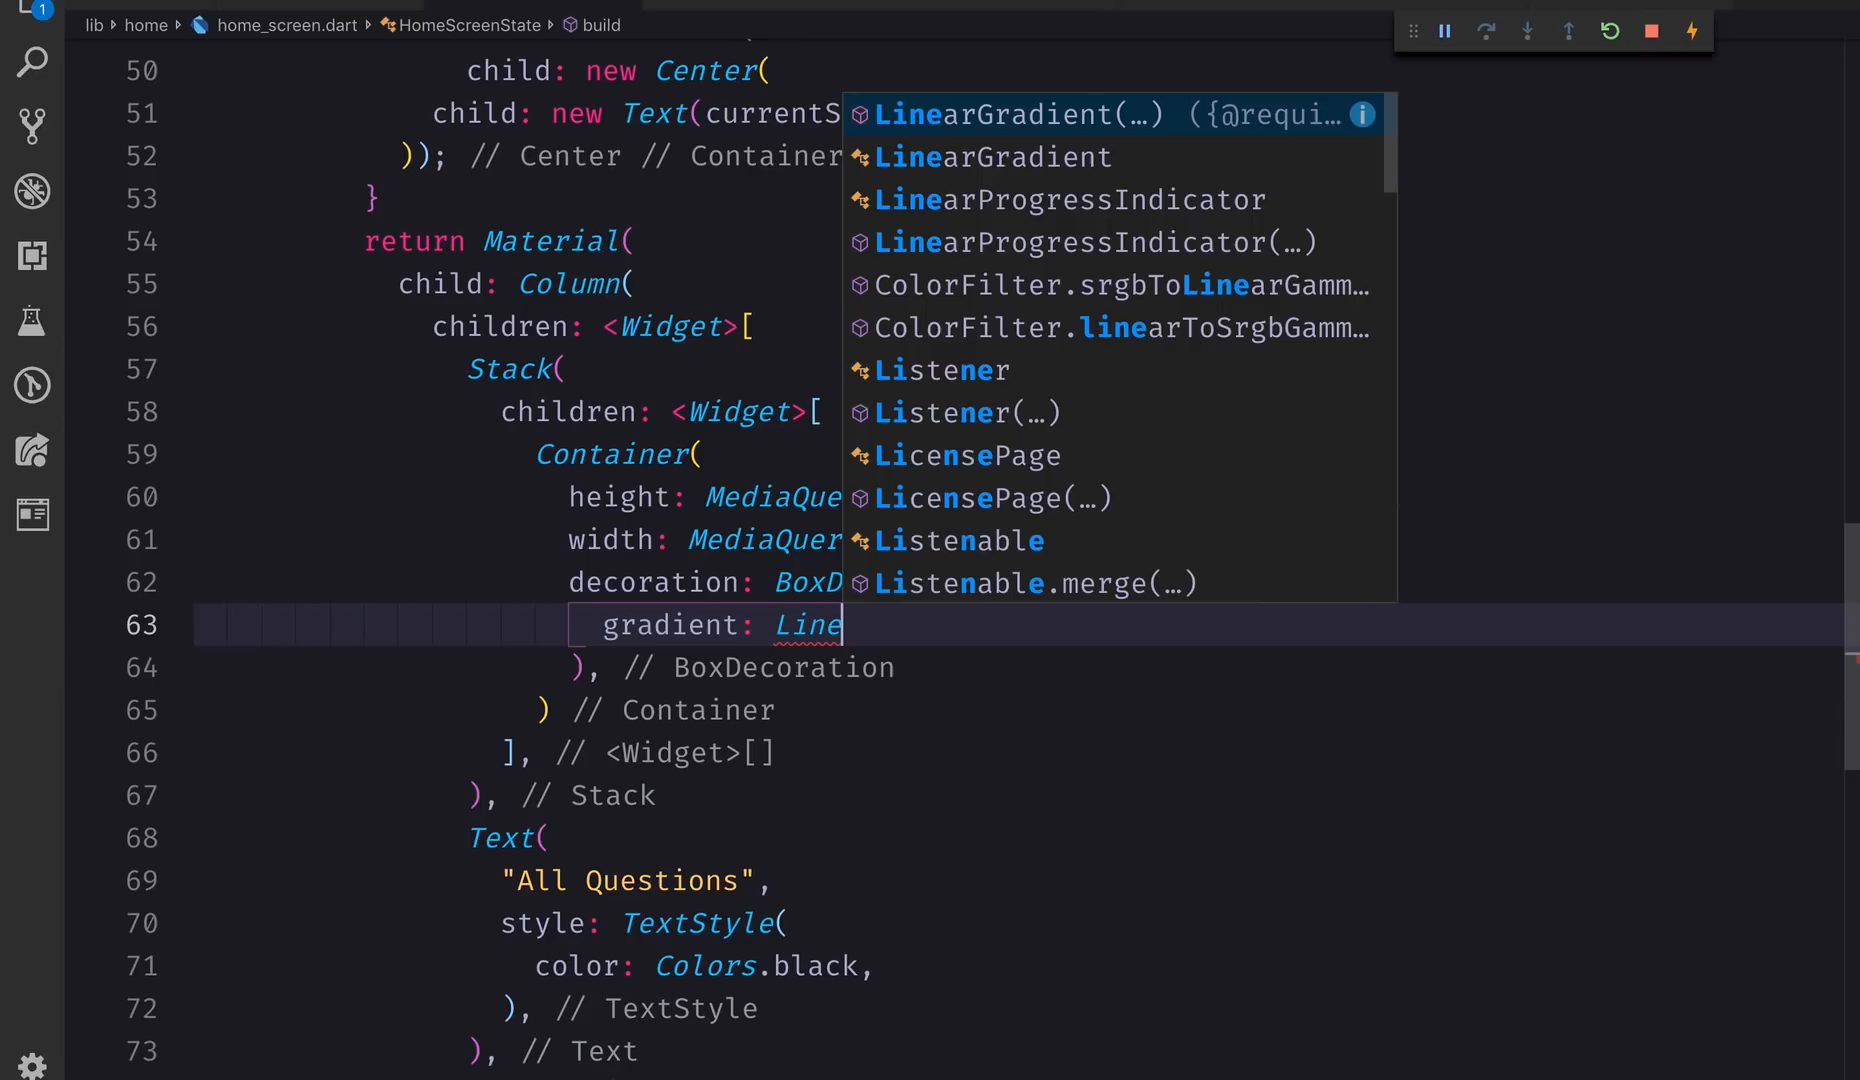 1
lib home home_screen.dart HomeScreenState build
50 child: new Center(
51 child: new Text(currentS
52 )); // Center // Container
53 }
54 return Material(
55 child: Column(
56 children: <Widget>[
57 Stack(
58 children: <Widget>[
59 Container(
60 height: MediaQue
61 width: MediaQuer
62 decoration: BoxD
63 gradient: Line
64 ), // BoxDecoration
65 ) // Container
66 ], // <Widget>[]
67 ), // Stack
68 Text(
69 "All Questions",
70 style: TextStyle(
71 color: Colors.black,
72 ), // TextStyle
73 ), // Text
LinearGradient(…) ({@requi…
LinearGradient
LinearProgressIndicator
LinearProgressIndicator(…)
ColorFilter.srgbToLinearGamm…
ColorFilter.linearToSrgbGamm…
Listener
Listener(…)
LicensePage
LicensePage(…)
Listenable
Listenable.merge(…)